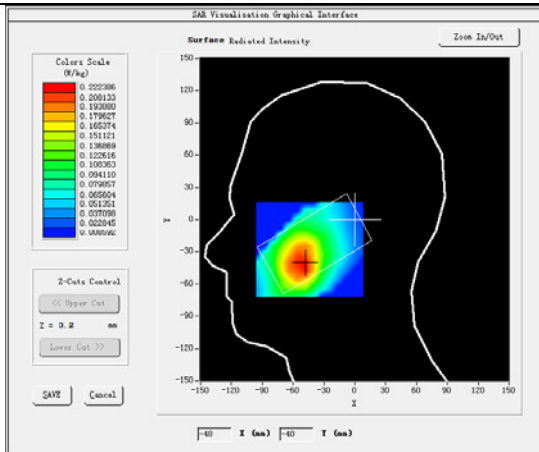 SAR Visualisation Graphical Interface
Surface Radiated Intensity
Zoom In/Out
Colors Scale
(W/kg)
0.222386
0.208133
0.193880
0.179627
0.165374
0.151121
0.136869
0.122616
0.108363
0.094110
0.079857
0.065604
0.051351
0.037098
0.022845
0.008592
Z-Cuts Control
<< Upper Cut
Z = 3.2 mm
Lower Cut >>
SAVE Cancel
150
120
90
60
30
0
-30
-60
-90
-120
-150
Y
-150 -120 -90 -60 -30 0 30 60 90 120 150
X
-40 X (mm) -40 Y (mm)